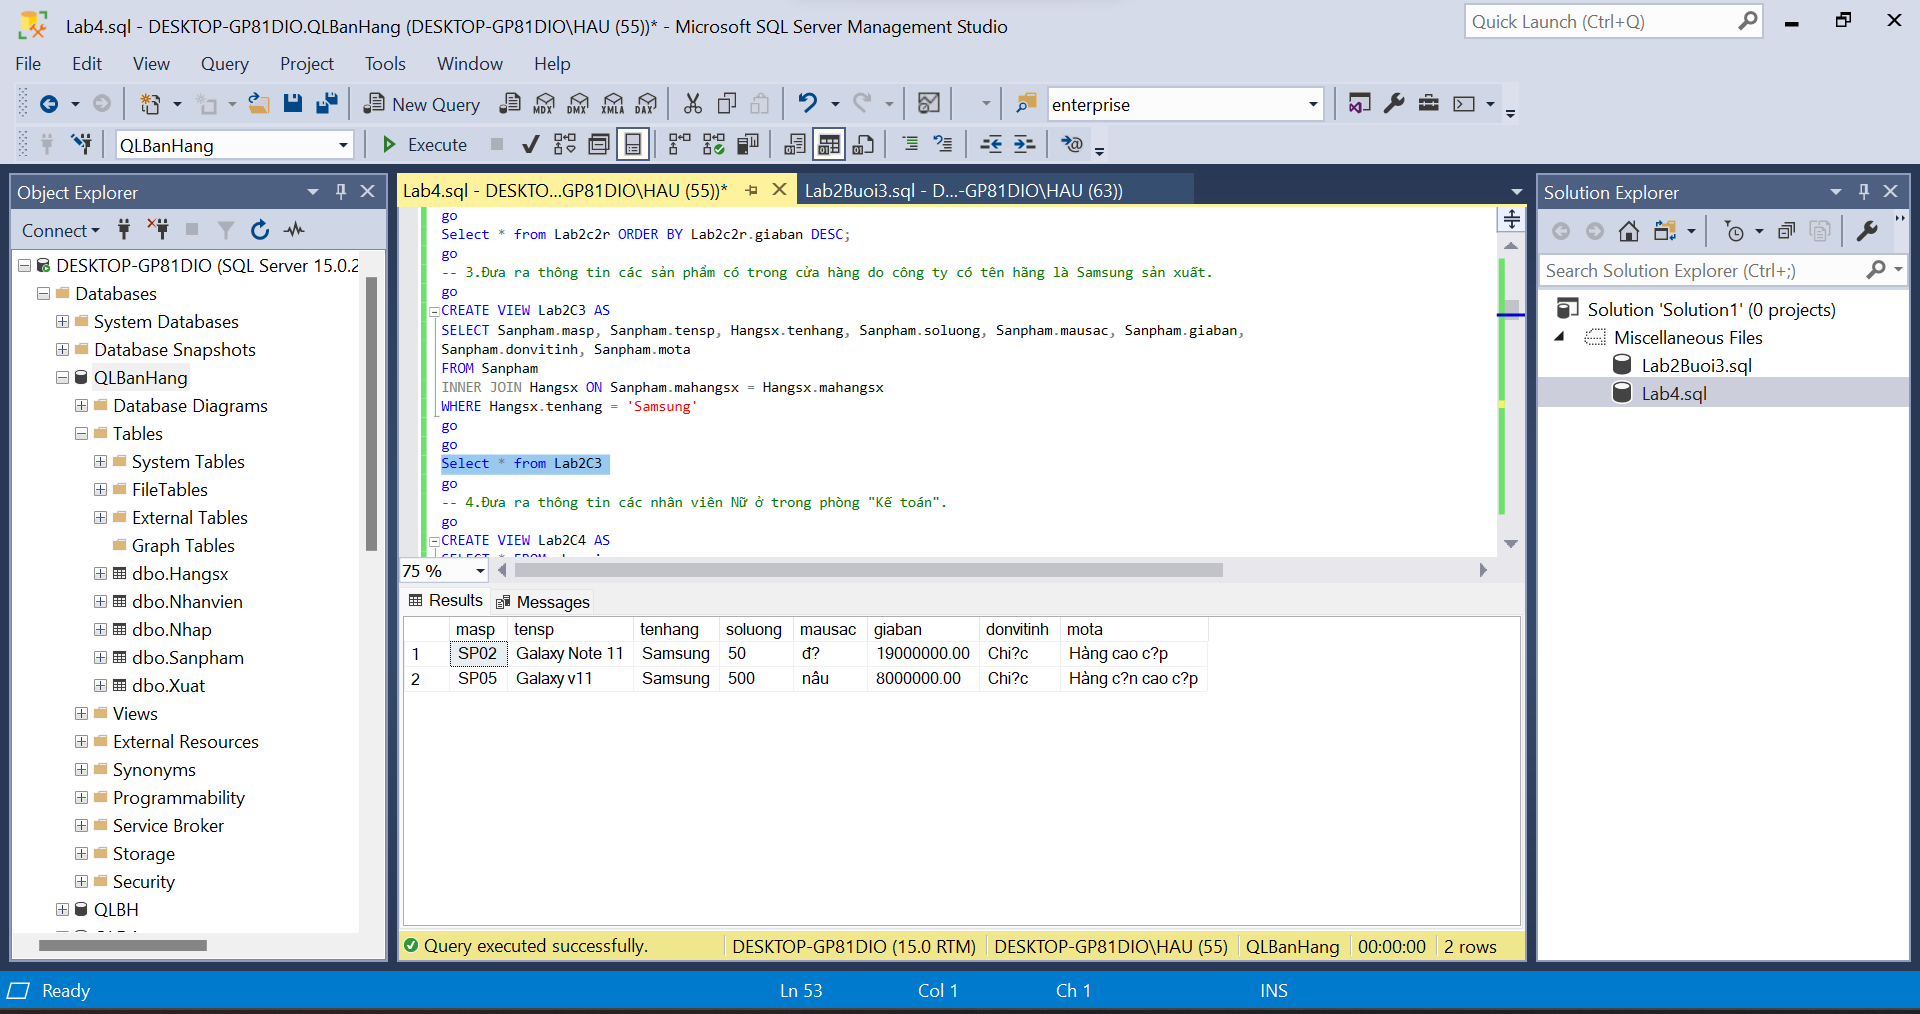 Lab4.sql - DESKTOP-GP81DIO.QLBanHang (DESKTOP-GP81DIO\HAU (55))* - Microsoft SQL Server Management Studio
Quick Launch (Ctrl+Q)
File Edit View Query Project Tools Window Help
New Query
MDX DMX XMLA DAX
enterprise
QLBanHang
Execute
Object Explorer
Connect
DESKTOP-GP81DIO (SQL Server 15.0.2
Databases
System Databases
Database Snapshots
QLBanHang
Database Diagrams
Tables
System Tables
FileTables
External Tables
Graph Tables
dbo.Hangsx
dbo.Nhanvien
dbo.Nhap
dbo.Sanpham
dbo.Xuat
Views
External Resources
Synonyms
Programmability
Service Broker
Storage
Security
QLBH
Lab4.sql - DESKTO...GP81DIO\HAU (55))*
Lab2Buoi3.sql - D...-GP81DIO\HAU (63))
go
Select * from Lab2c2r ORDER BY Lab2c2r.giaban DESC;
go
-- 3.Đưa ra thông tin các sản phẩm có trong cửa hàng do công ty có tên hãng là Samsung sản xuất.
go
CREATE VIEW Lab2C3 AS
SELECT Sanpham.masp, Sanpham.tensp, Hangsx.tenhang, Sanpham.soluong, Sanpham.mausac, Sanpham.giaban,
Sanpham.donvitinh, Sanpham.mota
FROM Sanpham
INNER JOIN Hangsx ON Sanpham.mahangsx = Hangsx.mahangsx
WHERE Hangsx.tenhang = 'Samsung'
go
go
Select * from Lab2C3
go
-- 4.Đưa ra thông tin các nhân viên Nữ ở trong phòng "Kế toán".
go
CREATE VIEW Lab2C4 AS
75 %
Results Messages
masp tensp tenhang soluong mausac giaban donvitinh mota
1 SP02 Galaxy Note 11 Samsung 50 đ? 19000000.00 Chi?c Hàng cao c?p
2 SP05 Galaxy v11 Samsung 500 nâu 8000000.00 Chi?c Hàng c?n cao c?p
Query executed successfully.
DESKTOP-GP81DIO (15.0 RTM) DESKTOP-GP81DIO\HAU (55) QLBanHang 00:00:00 2 rows
Solution Explorer
Search Solution Explorer (Ctrl+;)
Solution 'Solution1' (0 projects)
Miscellaneous Files
Lab2Buoi3.sql
Lab4.sql
Ready
Ln 53
Col 1
Ch 1
INS